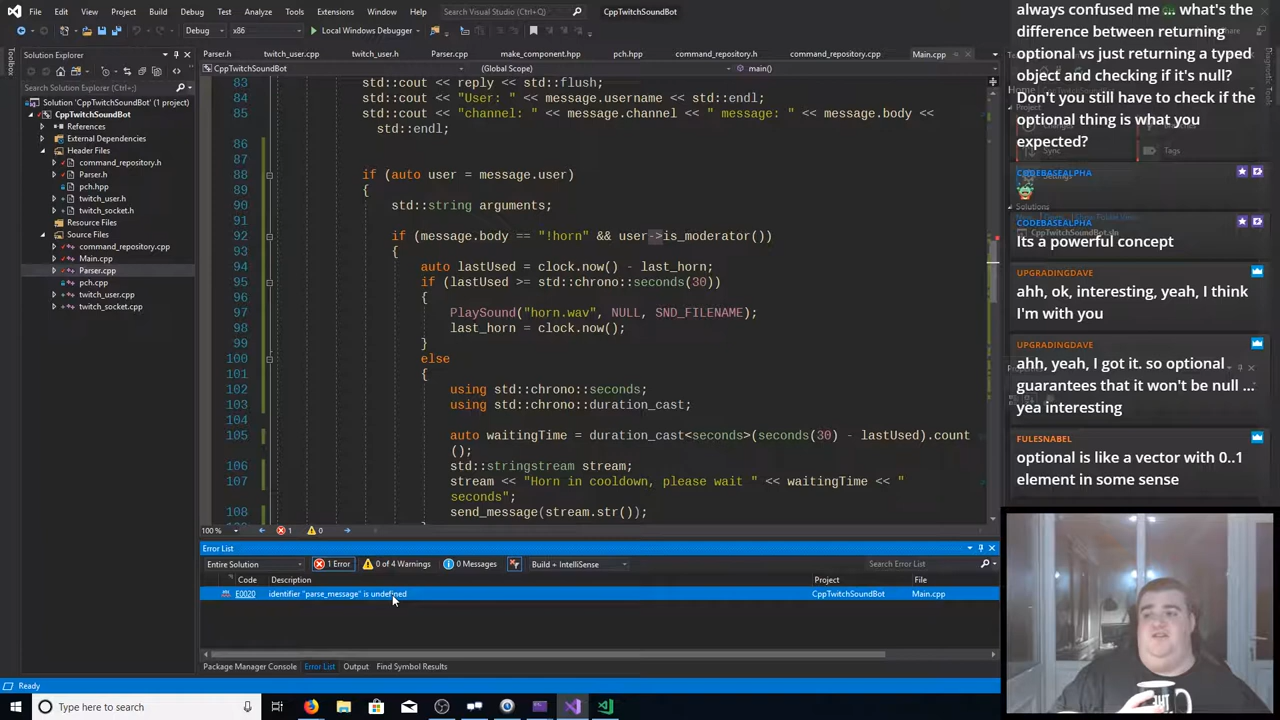 File Edit View Project Build Debug Test Analyze Tools Extensions Window Help Search Visual Studio (Ctrl+Q) CppTwitchSoundBot
Debug x86 Local Windows Debugger
Solution Explorer
Search Solution Explorer (Ctrl+;)
Solution 'CppTwitchSoundBot' (1 project)
CppTwitchSoundBot
References
External Dependencies
Header Files
command_repository.h
Parser.h
pch.hpp
twitch_user.h
twitch_socket.h
Resource Files
Source Files
command_repository.cpp
Main.cpp
Parser.cpp
pch.cpp
twitch_user.cpp
twitch_socket.cpp
Toolbox
Parser.h twitch_user.cpp twitch_user.h Parser.cpp make_component.hpp pch.hpp command_repository.h command_repository.cpp Main.cpp
CppTwitchSoundBot (Global Scope) main()
83 std::cout << reply << std::flush;
84 std::cout << "User: " << message.username << std::endl;
85 std::cout << "channel: " << message.channel << " message: " << message.body <<
std::endl;
86
87
88 if (auto user = message.user)
89 {
90 std::string arguments;
91
92 if (message.body == "!horn" && user->is_moderator())
93 {
94 auto lastUsed = clock.now() - last_horn;
95 if (lastUsed >= std::chrono::seconds(30))
96 {
97 PlaySound("horn.wav", NULL, SND_FILENAME);
98 last_horn = clock.now();
99 }
100 else
101 {
102 using std::chrono::seconds;
103 using std::chrono::duration_cast;
104
105 auto waitingTime = duration_cast<seconds>(seconds(30) - lastUsed).count
();
106 std::stringstream stream;
107 stream << "Horn in cooldown, please wait " << waitingTime << "
seconds";
108 send_message(stream.str());
100 % 1 0
Error List
Entire Solution 1 Error 0 of 4 Warnings 0 Messages Build + IntelliSense Search Error List
Code Description Project File
E0020 identifier "parse_message" is undefined CppTwitchSoundBot Main.cpp
Package Manager Console Error List Output Find Symbol Results
Ready
Type here to search
always confused me ... what's the
difference between returning
optional vs just returning a typed
object and checking if it's null?
Don't you still have to check if the
optional thing is what you
expected?
Sync Tags
CODEBASEALPHA
Settings
Solutions
CODEBASEALPHA
CppTwitchSoundBot.sln
Its a powerful concept
UPGRADINGDAVE
ahh, ok, interesting, yeah, I think
I'm with you
UPGRADINGDAVE
ahh, yeah, I got it. so optional
guarantees that it won't be null ...
yea interesting
FULESNABEL
optional is like a vector with 0..1
element in some sense
Diagnostic Tools